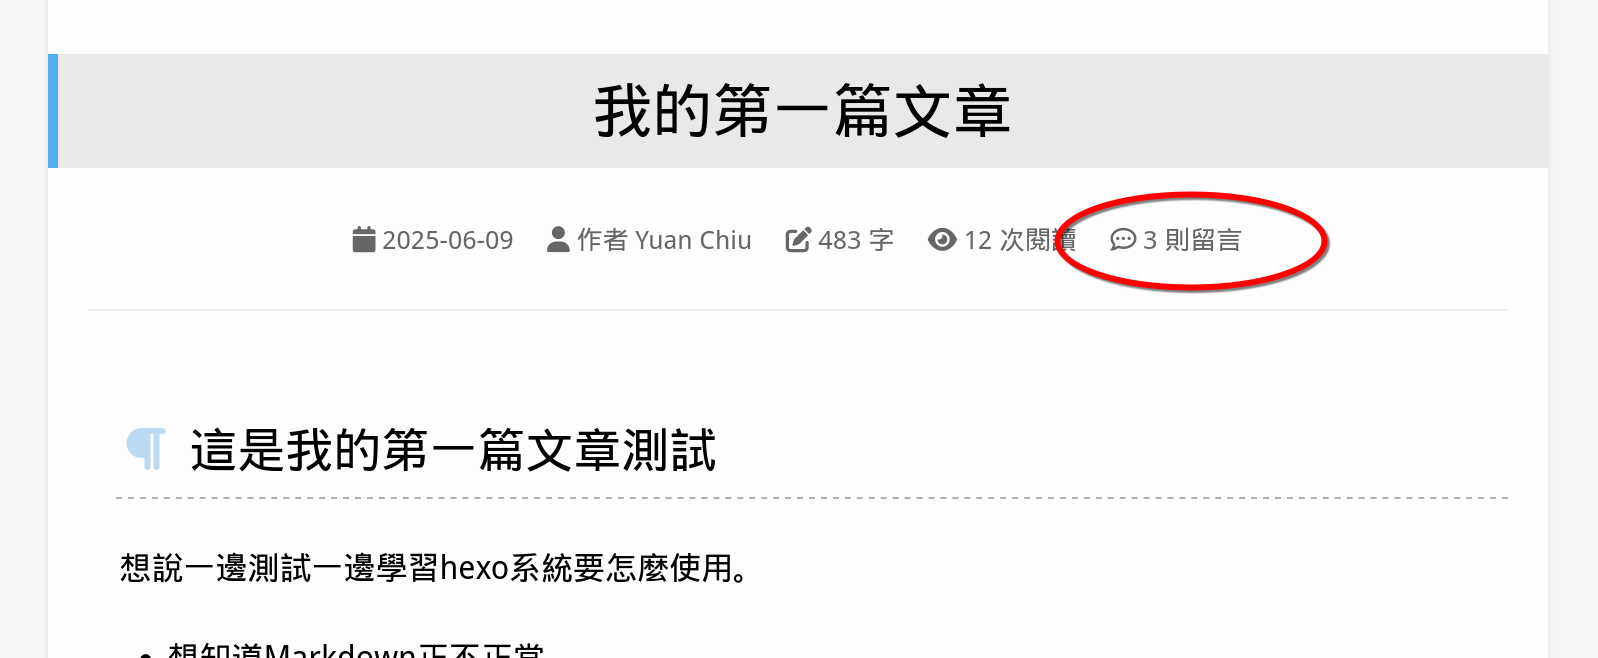 我的第一篇文章
2025-06-09 作者 Yuan Chiu 483 字 12 次閱讀 3 則留言
這是我的第一篇文章測試
想說一邊測試一邊學習hexo系統要怎麼使用。
想知道Markdown正不正常